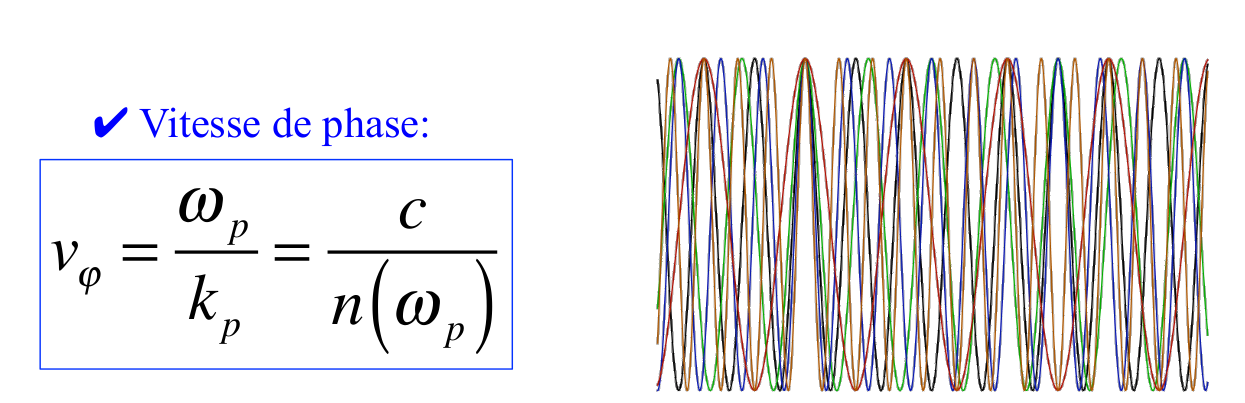 ✔ Vitesse de phase:
v_φ = ω_p / k_p = c / n(ω_p)